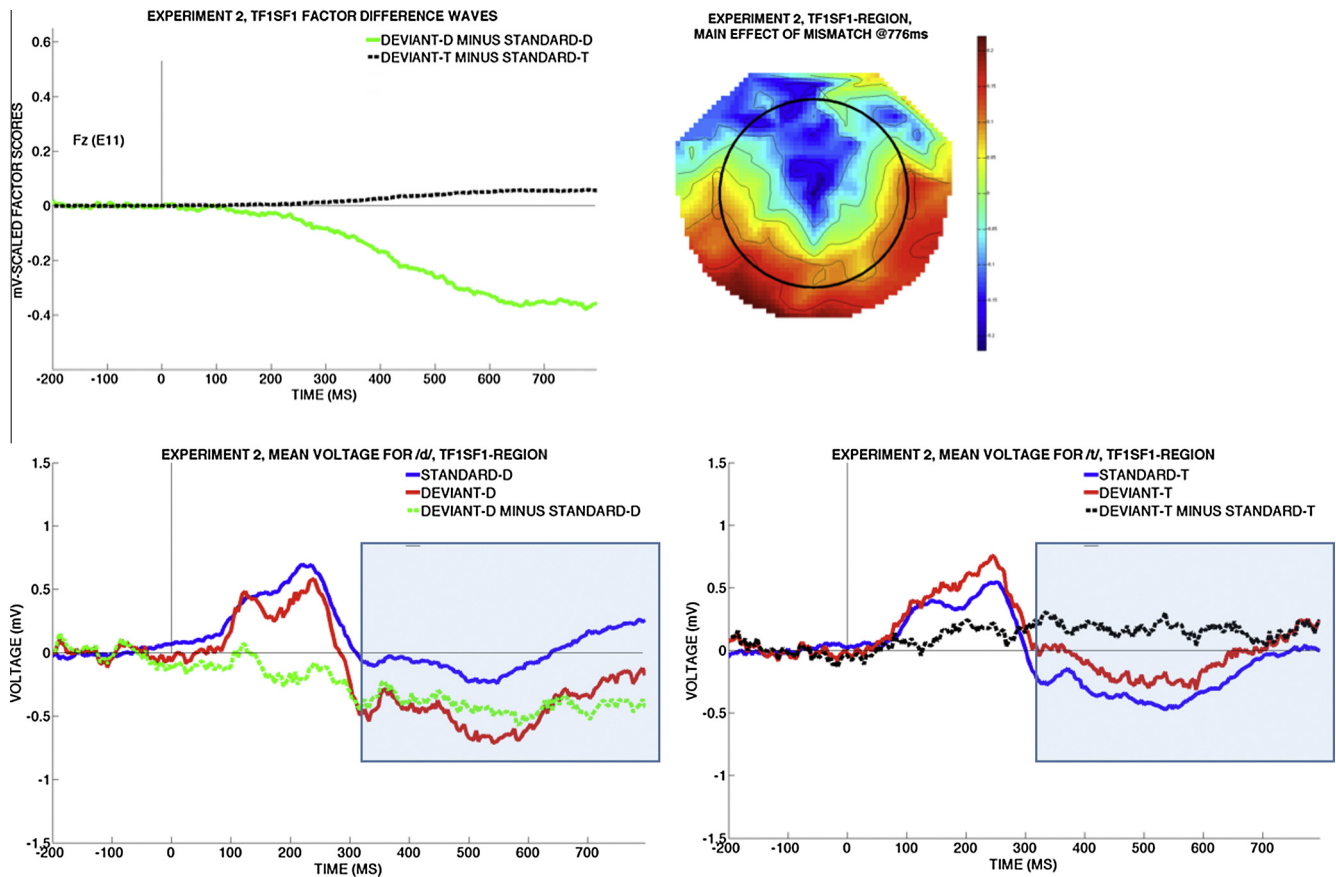 EXPERIMENT 2, TF1SF1 FACTOR DIFFERENCE WAVES
DEVIANT-D MINUS STANDARD-D
DEVIANT-T MINUS STANDARD-T
Fz (E11)
mV-SCALED FACTOR SCORES
0.6
0.4
0.2
0
-0.2
-0.4
-200 -100 0 100 200 300 400 500 600 700
TIME (MS)
EXPERIMENT 2, TF1SF1-REGION,
MAIN EFFECT OF MISMATCH @776ms
EXPERIMENT 2, MEAN VOLTAGE FOR /d/, TF1SF1-REGION
STANDARD-D
DEVIANT-D
DEVIANT-D MINUS STANDARD-D
VOLTAGE (mV)
1.5
1
0.5
0
-0.5
-1
-1.5
-200 -100 0 100 200 300 400 500 600 700
TIME (MS)
EXPERIMENT 2, MEAN VOLTAGE FOR /t/, TF1SF1-REGION
STANDARD-T
DEVIANT-T
DEVIANT-T MINUS STANDARD-T
VOLTAGE (mV)
1.5
1
0.5
0
-0.5
-1
-1.5
-200 -100 0 100 200 300 400 500 600 700
TIME (MS)